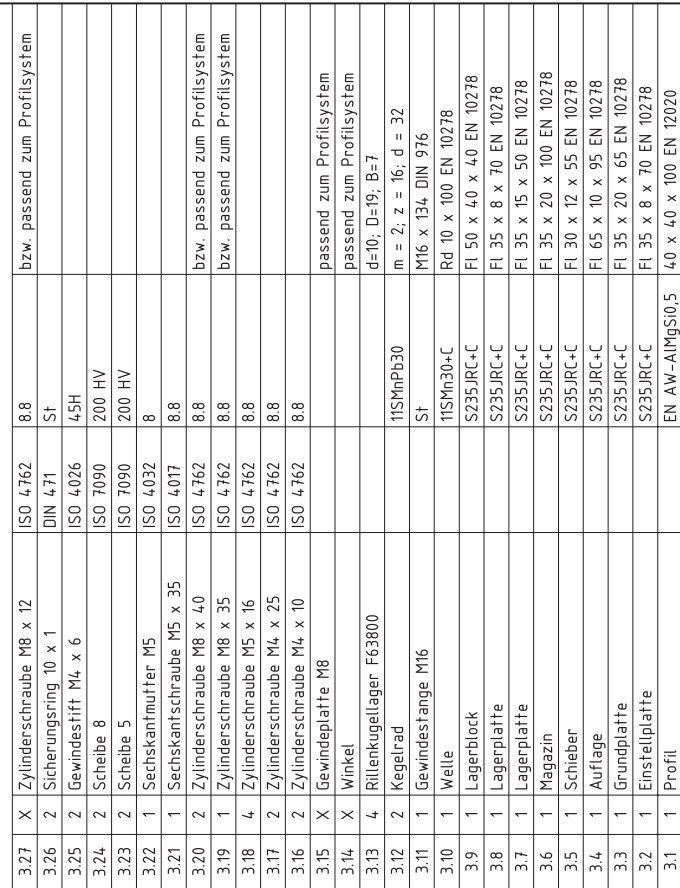 3.27 X Zylinderschraube M8 x 12 ISO 4762 8.8 bzw. passend zum Profilsystem
3.26 2 Sicherungsring 10 x 1 DIN 471 St
3.25 2 Gewindestift M4 x 6 ISO 4026 45H
3.24 2 Scheibe 8 ISO 7090 200 HV
3.23 2 Scheibe 5 ISO 7090 200 HV
3.22 1 Sechskantmutter M5 ISO 4032 8
3.21 1 Sechskantschraube M5 x 35 ISO 4017 8.8
3.20 2 Zylinderschraube M8 x 40 ISO 4762 8.8 bzw. passend zum Profilsystem
3.19 1 Zylinderschraube M8 x 35 ISO 4762 8.8 bzw. passend zum Profilsystem
3.18 4 Zylinderschraube M5 x 16 ISO 4762 8.8
3.17 2 Zylinderschraube M4 x 25 ISO 4762 8.8
3.16 2 Zylinderschraube M4 x 10 ISO 4762 8.8
3.15 X Gewindeplatte M8 passend zum Profilsystem
3.14 X Winkel passend zum Profilsystem
3.13 4 Rillenkugellager F63800 d=10; D=19; B=7
3.12 2 Kegelrad 11SMnPb30 m = 2; z = 16; d = 32
3.11 1 Gewindestange M16 St M16 x 134 DIN 976
3.10 1 Welle 11SMn30+C Rd 10 x 100 EN 10278
3.9 1 Lagerblock S235JRC+C Fl 50 x 40 x 40 EN 10278
3.8 1 Lagerplatte S235JRC+C Fl 35 x 8 x 70 EN 10278
3.7 1 Lagerplatte S235JRC+C Fl 35 x 15 x 50 EN 10278
3.6 1 Magazin S235JRC+C Fl 35 x 20 x 100 EN 10278
3.5 1 Schieber S235JRC+C Fl 30 x 12 x 55 EN 10278
3.4 1 Auflage S235JRC+C Fl 65 x 10 x 95 EN 10278
3.3 1 Grundplatte S235JRC+C Fl 35 x 20 x 65 EN 10278
3.2 1 Einstellplatte S235JRC+C Fl 35 x 8 x 70 EN 10278
3.1 1 Profil EN AW-AlMgSi0,5 40 x 40 x 100 EN 12020